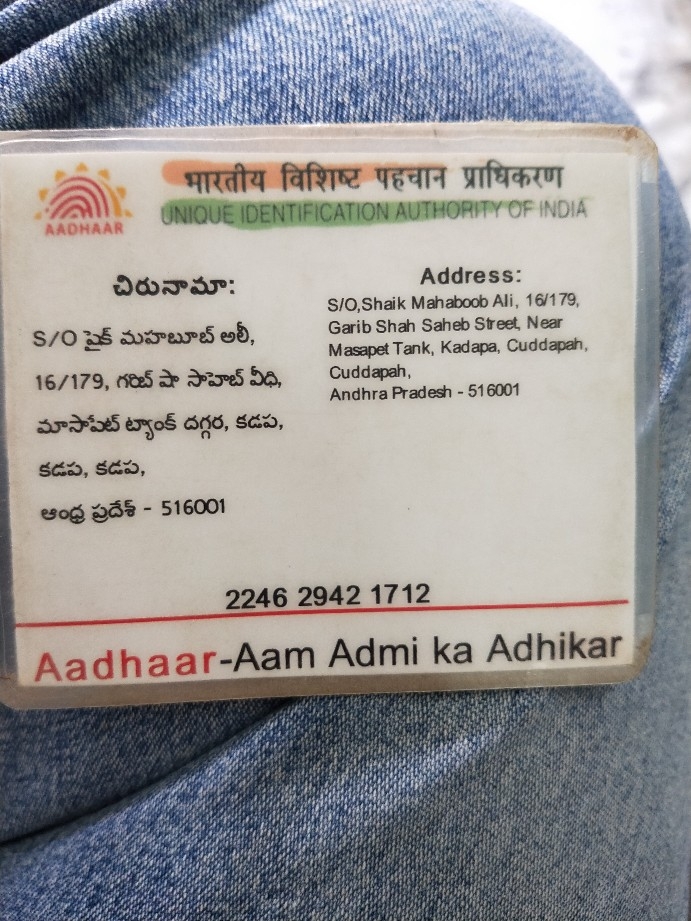 भारतीय विशिष्ट पहचान प्राधिकरण
AADHAAR
UNIQUE IDENTIFICATION AUTHORITY OF INDIA
చిరునామా:
S/O షైక్ మహబూబ్ అలీ,
16/179, గరిబ్ షా సాహెబ్ వీధి,
మాసాపేట్ ట్యాంక్ దగ్గర, కడప,
కడప, కడప,
ఆంధ్ర ప్రదేశ్ - 516001
Address:
S/O,Shaik Mahaboob Ali, 16/179,
Garib Shah Saheb Street, Near
Masapet Tank, Kadapa, Cuddapah,
Cuddapah,
Andhra Pradesh - 516001
2246 2942 1712
Aadhaar-Aam Admi ka Adhikar